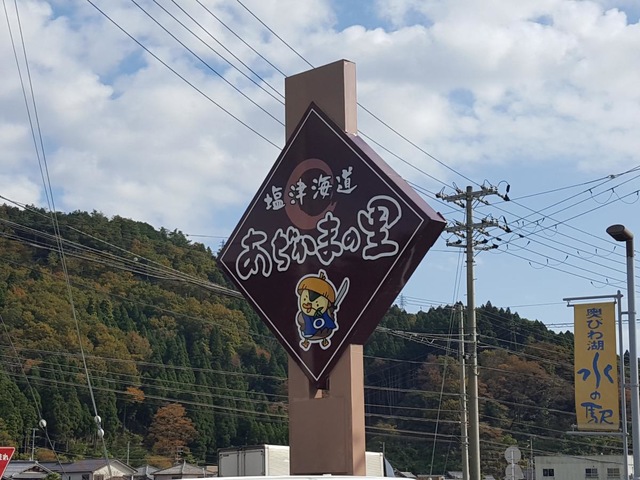 塩津海道
あぢかまの里
奥びわ湖
水の駅